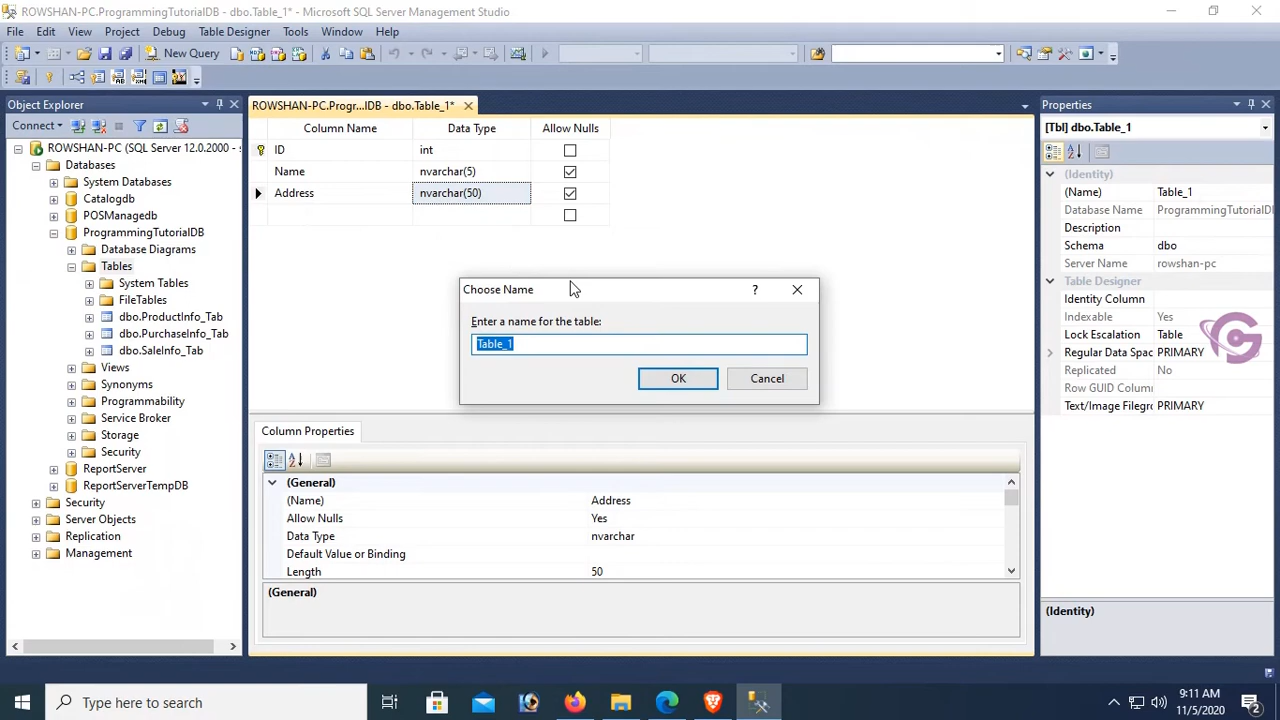 ROWSHAN-PC.ProgrammingTutorialDB - dbo.Table_1* - Microsoft SQL Server Management Studio
File Edit View Project Debug Table Designer Tools Window Help
New Query
Object Explorer
Connect
ROWSHAN-PC (SQL Server 12.0.2000 - s
Databases
System Databases
Catalogdb
POSManagedb
ProgrammingTutorialDB
Database Diagrams
Tables
System Tables
FileTables
dbo.ProductInfo_Tab
dbo.PurchaseInfo_Tab
dbo.SaleInfo_Tab
Views
Synonyms
Programmability
Service Broker
Storage
Security
ReportServer
ReportServerTempDB
Security
Server Objects
Replication
Management
ROWSHAN-PC.Progr...IDB - dbo.Table_1*
Column Name Data Type Allow Nulls
ID int
Name nvarchar(5)
Address nvarchar(50)
Choose Name ?
Enter a name for the table:
Table_1
OK Cancel
Column Properties
(General)
(Name) Address
Allow Nulls Yes
Data Type nvarchar
Default Value or Binding
Length 50
(General)
Properties
[Tbl] dbo.Table_1
(Identity)
(Name) Table_1
Database Name ProgrammingTutorialD
Description
Schema dbo
Server Name rowshan-pc
Table Designer
Identity Column
Indexable Yes
Lock Escalation Table
Regular Data Spac PRIMARY
Replicated No
Row GUID Column
Text/Image Filegro PRIMARY
(Identity)
Type here to search
9:11 AM
11/5/2020
2